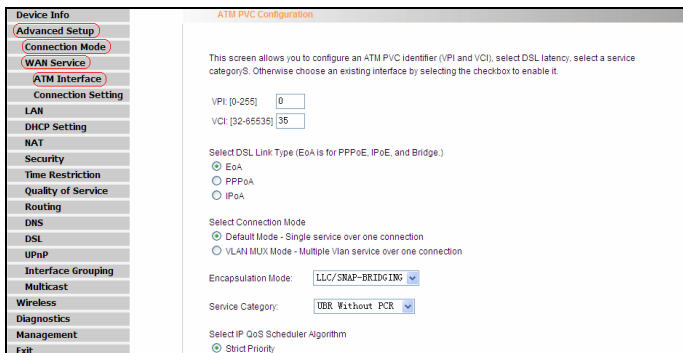 Device Info
Advanced Setup
Connection Mode
WAN Service
ATM Interface
Connection Setting
LAN
DHCP Setting
NAT
Security
Time Restriction
Quality of Service
Routing
DNS
DSL
UPnP
Interface Grouping
Multicast
Wireless
Diagnostics
Management
Exit
ATM PVC Configuration
This screen allows you to configure an ATM PVC identifier (VPI and VCI), select DSL latency, select a service
categoryS. Otherwise choose an existing interface by selecting the checkbox to enable it.
VPI: [0-255] 0
VCI: [32-65535] 35
Select DSL Link Type (EoA is for PPPoE, IPoE, and Bridge.)
EoA
PPPoA
IPoA
Select Connection Mode
Default Mode - Single service over one connection
VLAN MUX Mode - Multiple Vlan service over one connection
Encapsulation Mode: LLC/SNAP-BRIDGING
Service Category: UBR Without PCR
Select IP QoS Scheduler Algorithm
Strict Priority